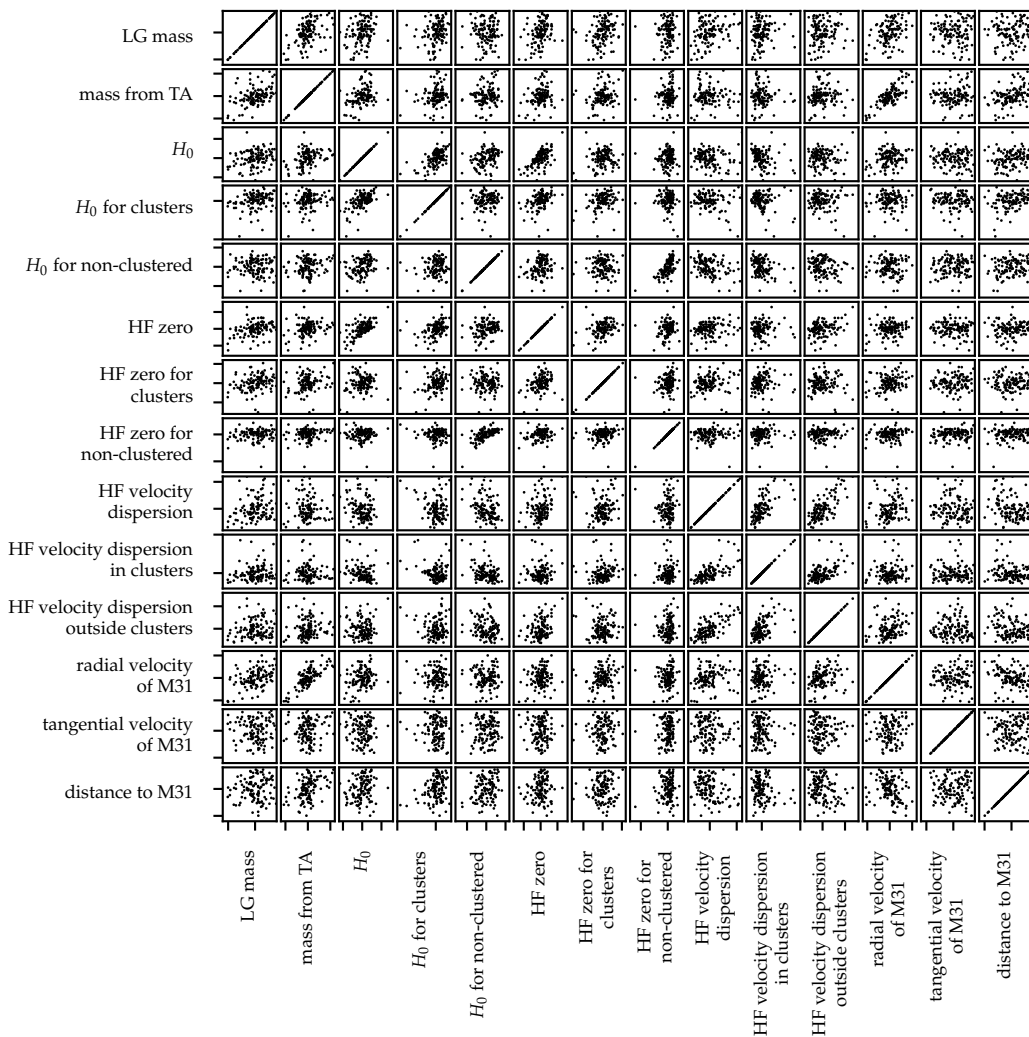 LG mass
mass from TA
H0
H0 for clusters
H0 for non-clustered
HF zero
HF zero for
clusters
HF zero for
non-clustered
HF velocity
dispersion
HF velocity dispersion
in clusters
HF velocity dispersion
outside clusters
radial velocity
of M31
tangential velocity
of M31
distance to M31
LG mass
mass from TA
H0
H0 for clusters
H0 for non-clustered
HF zero
HF zero for
clusters
HF zero for
non-clustered
HF velocity
dispersion
HF velocity dispersion
in clusters
HF velocity dispersion
outside clusters
radial velocity
of M31
tangential velocity
of M31
distance to M31